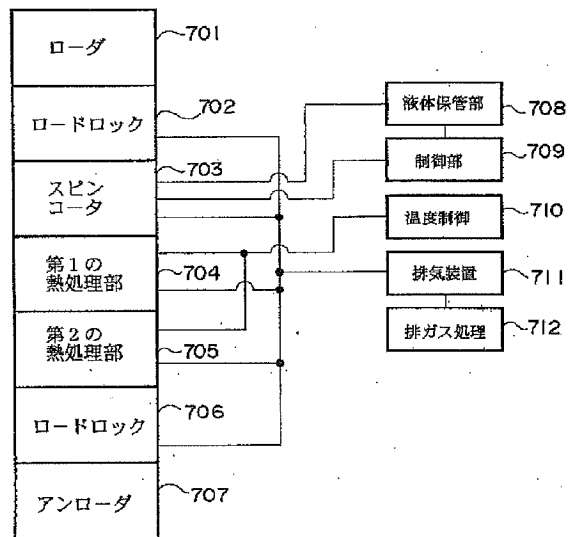 ローダ
701
ロードロック
702
スピン
コータ
703
第1の
熱処理部
704
第2の
熱処理部
705
ロードロック
706
アンローダ
707
液体保管部
708
制御部
709
温度制御
710
排気装置
711
排ガス処理
712